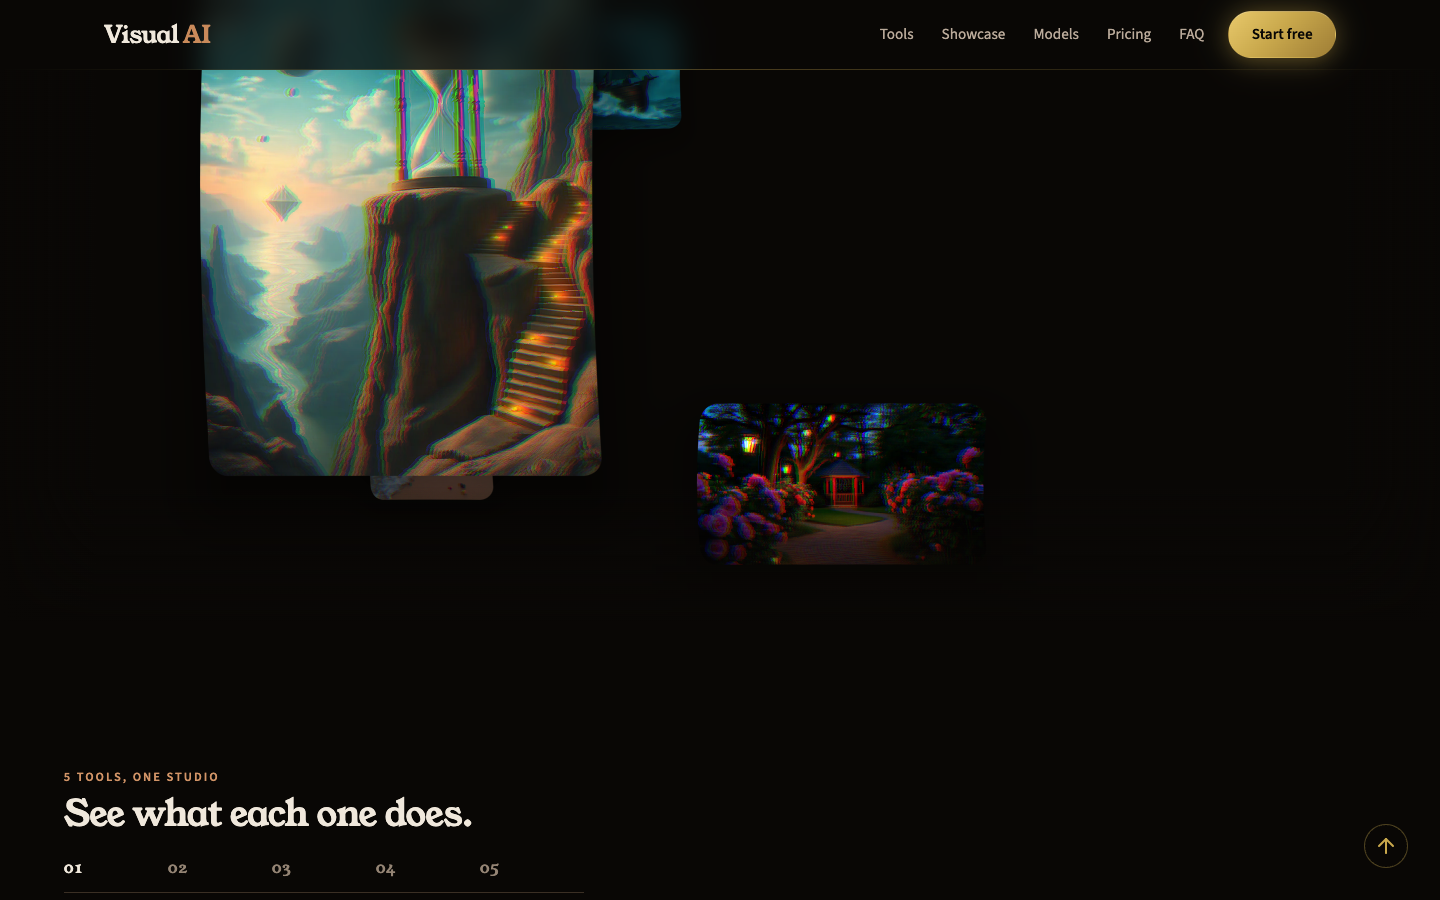 Visual AI
Tools Showcase Models Pricing FAQ Start free
5 TOOLS, ONE STUDIO
See what each one does.
01 02 03 04 05